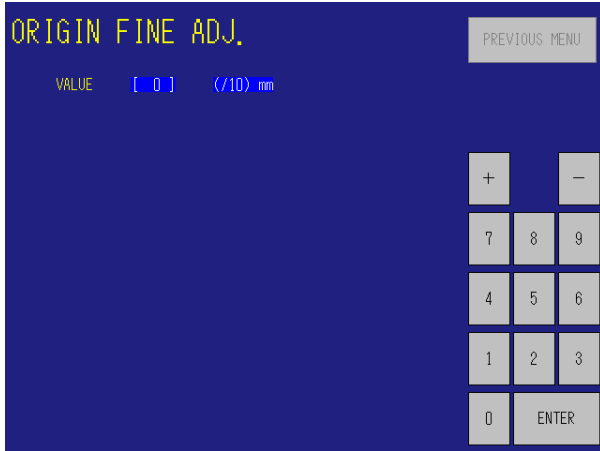 ORIGIN FINE ADJ.
PREVIOUS MENU
VALUE [ 0 ] (/10) mm
+ −
7 8 9
4 5 6
1 2 3
0 ENTER